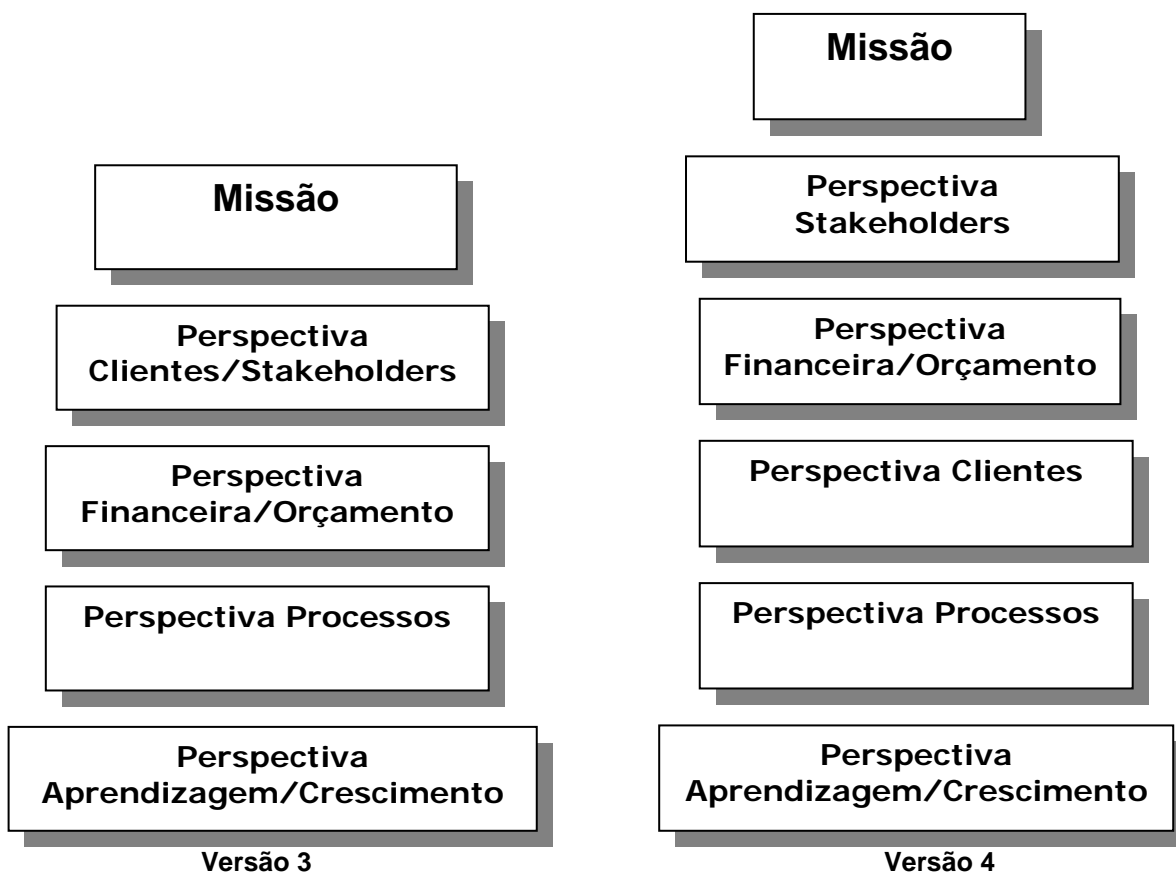 Missão
Perspectiva
Clientes/Stakeholders
Perspectiva
Financeira/Orçamento
Perspectiva Processos
Perspectiva
Aprendizagem/Crescimento
Versão 3
Missão
Perspectiva
Stakeholders
Perspectiva
Financeira/Orçamento
Perspectiva Clientes
Perspectiva Processos
Perspectiva
Aprendizagem/Crescimento
Versão 4